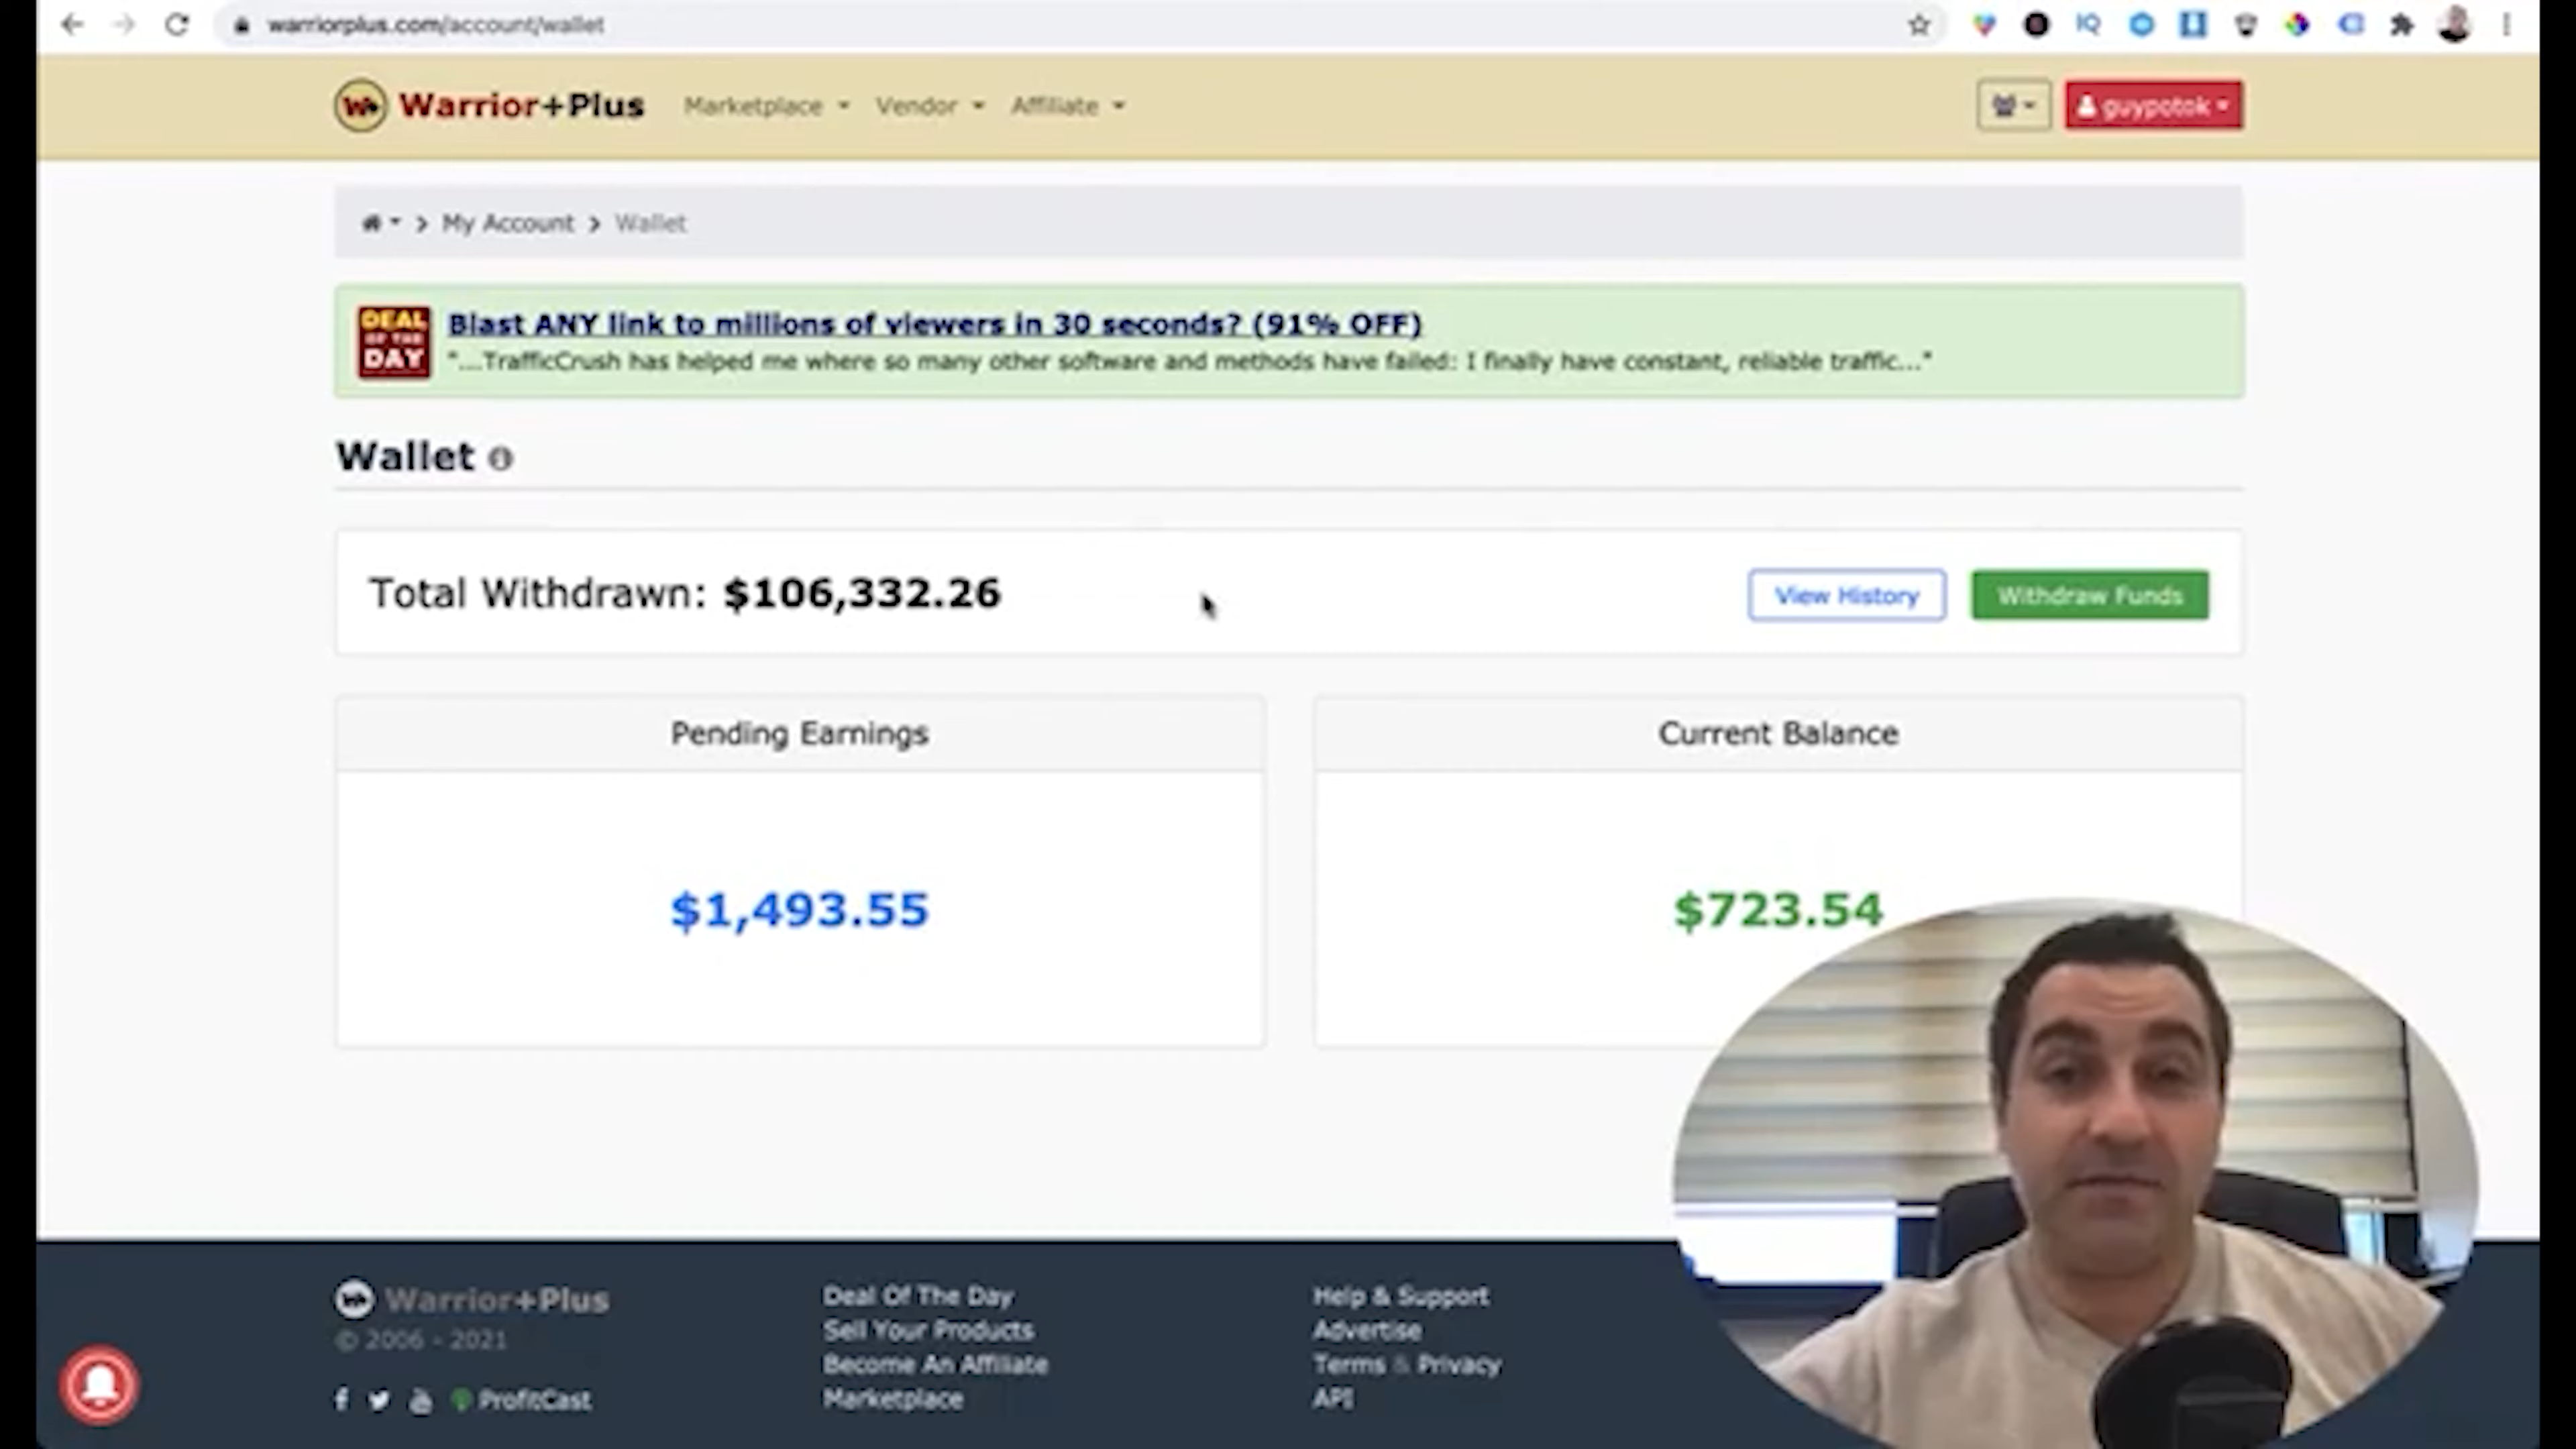 warriorplus.com/account/wallet
Warrior+Plus Marketplace Vendor Affiliate guypotok
My Account > Wallet
DEAL OF THE DAY
Blast ANY link to millions of viewers in 30 seconds? (91% OFF)
"...TrafficCrush has helped me where so many other software and methods have failed: I finally have constant, reliable traffic..."
Wallet
Total Withdrawn: $106,332.26 View History Withdraw Funds
Pending Earnings
$1,493.55
Current Balance
$723.54
Warrior+Plus
© 2006 - 2021
ProfitCast
Deal Of The Day
Sell Your Products
Become An Affiliate
Marketplace
Help & Support
Advertise
Terms & Privacy
API